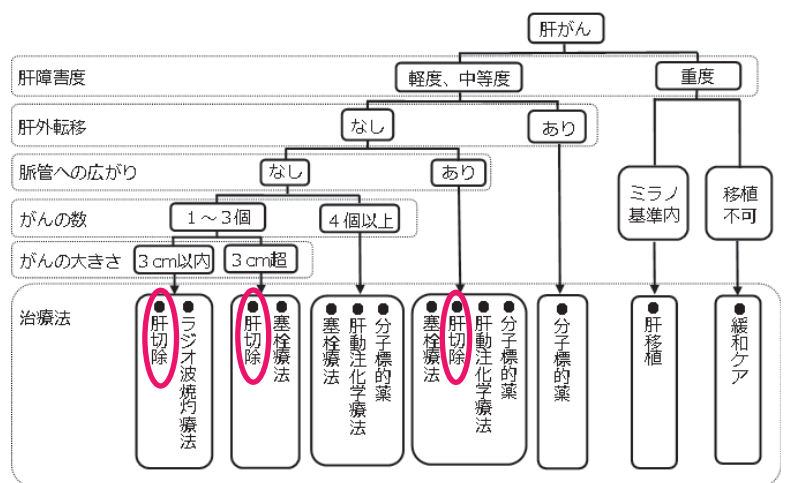 肝がん
肝障害度
軽度、中等度
重度
肝外転移
なし
あり
脈管への広がり
なし
あり
ミラノ
基準内
移植
不可
がんの数
1～3個
4個以上
がんの大きさ
3cm以内
3cm超
治療法
●肝切除
●ラジオ波焼灼療法
●肝切除
●塞栓療法
●塞栓療法
●肝動注化学療法
●分子標的薬
●塞栓療法
●肝切除
●肝動注化学療法
●分子標的薬
●分子標的薬
●肝移植
●緩和ケア